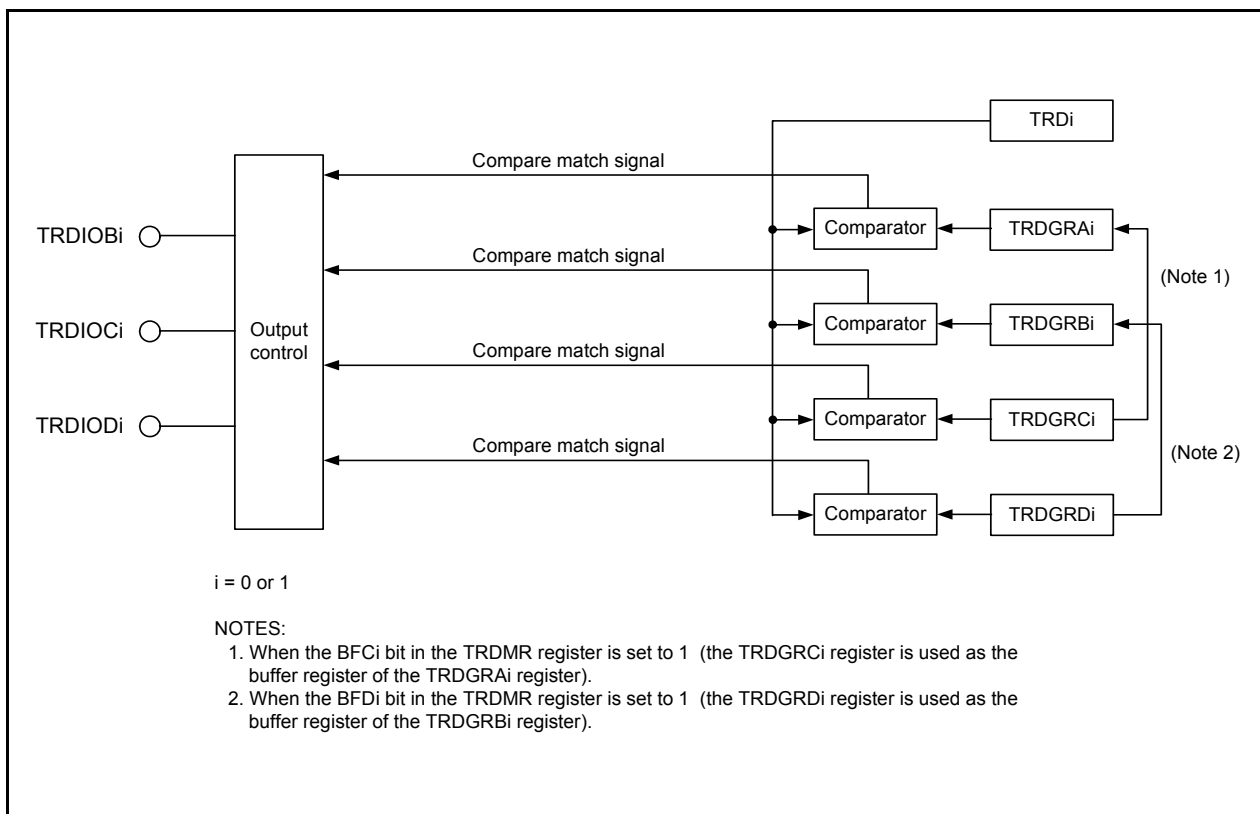 TRDi
Compare match signal
Comparator
TRDGRAi
TRDIOBi
Compare match signal
(Note 1)
Comparator
TRDGRBi
TRDIOCi
Output
control
Compare match signal
Comparator
TRDGRCi
TRDIODi
Compare match signal
(Note 2)
Comparator
TRDGRDi
i = 0 or 1
NOTES:
1. When the BFCi bit in the TRDMR register is set to 1 (the TRDGRCi register is used as the
buffer register of the TRDGRAi register).
2. When the BFDi bit in the TRDMR register is set to 1 (the TRDGRDi register is used as the
buffer register of the TRDGRBi register).